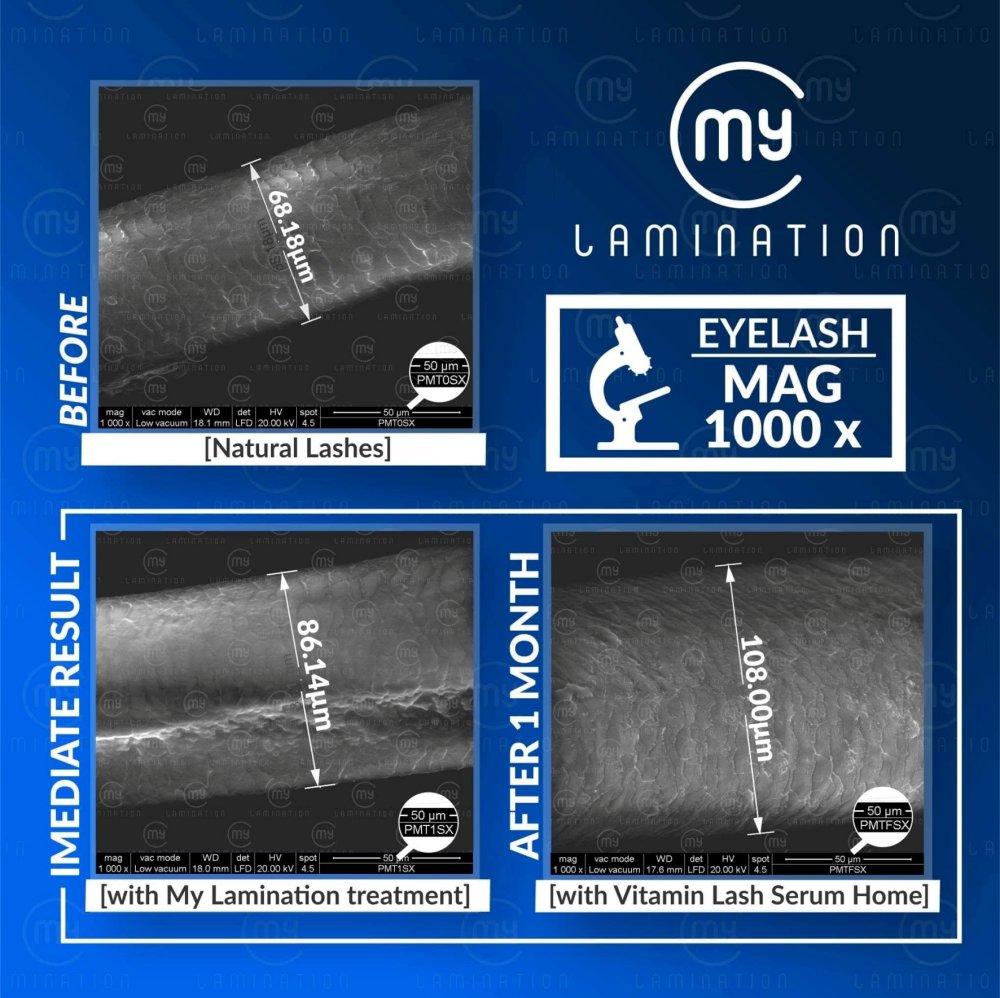 my
LAMINATION
BEFORE
68.18µm
50 µm
PMT0SX
mag vac mode WD det HV spot 50 µm
1 000 x Low vacuum 18.1 mm LFD 20.00 kV 4.5 PMT0SX
[Natural Lashes]
EYELASH
MAG
1000 x
IMEDIATE RESULT
86.14µm
50 µm
PMT1SX
mag vac mode WD det HV spot 50 µm
1 000 x Low vacuum 18.0 mm LFD 20.00 kV 4.5 PMT1SX
[with My Lamination treatment]
AFTER 1 MONTH
108.00µm
50 µm
PMTFSX
mag vac mode WD det HV spot 50 µm
1 000 x Low vacuum 17.6 mm LFD 20.00 kV 4.5 PMTFSX
[with Vitamin Lash Serum Home]